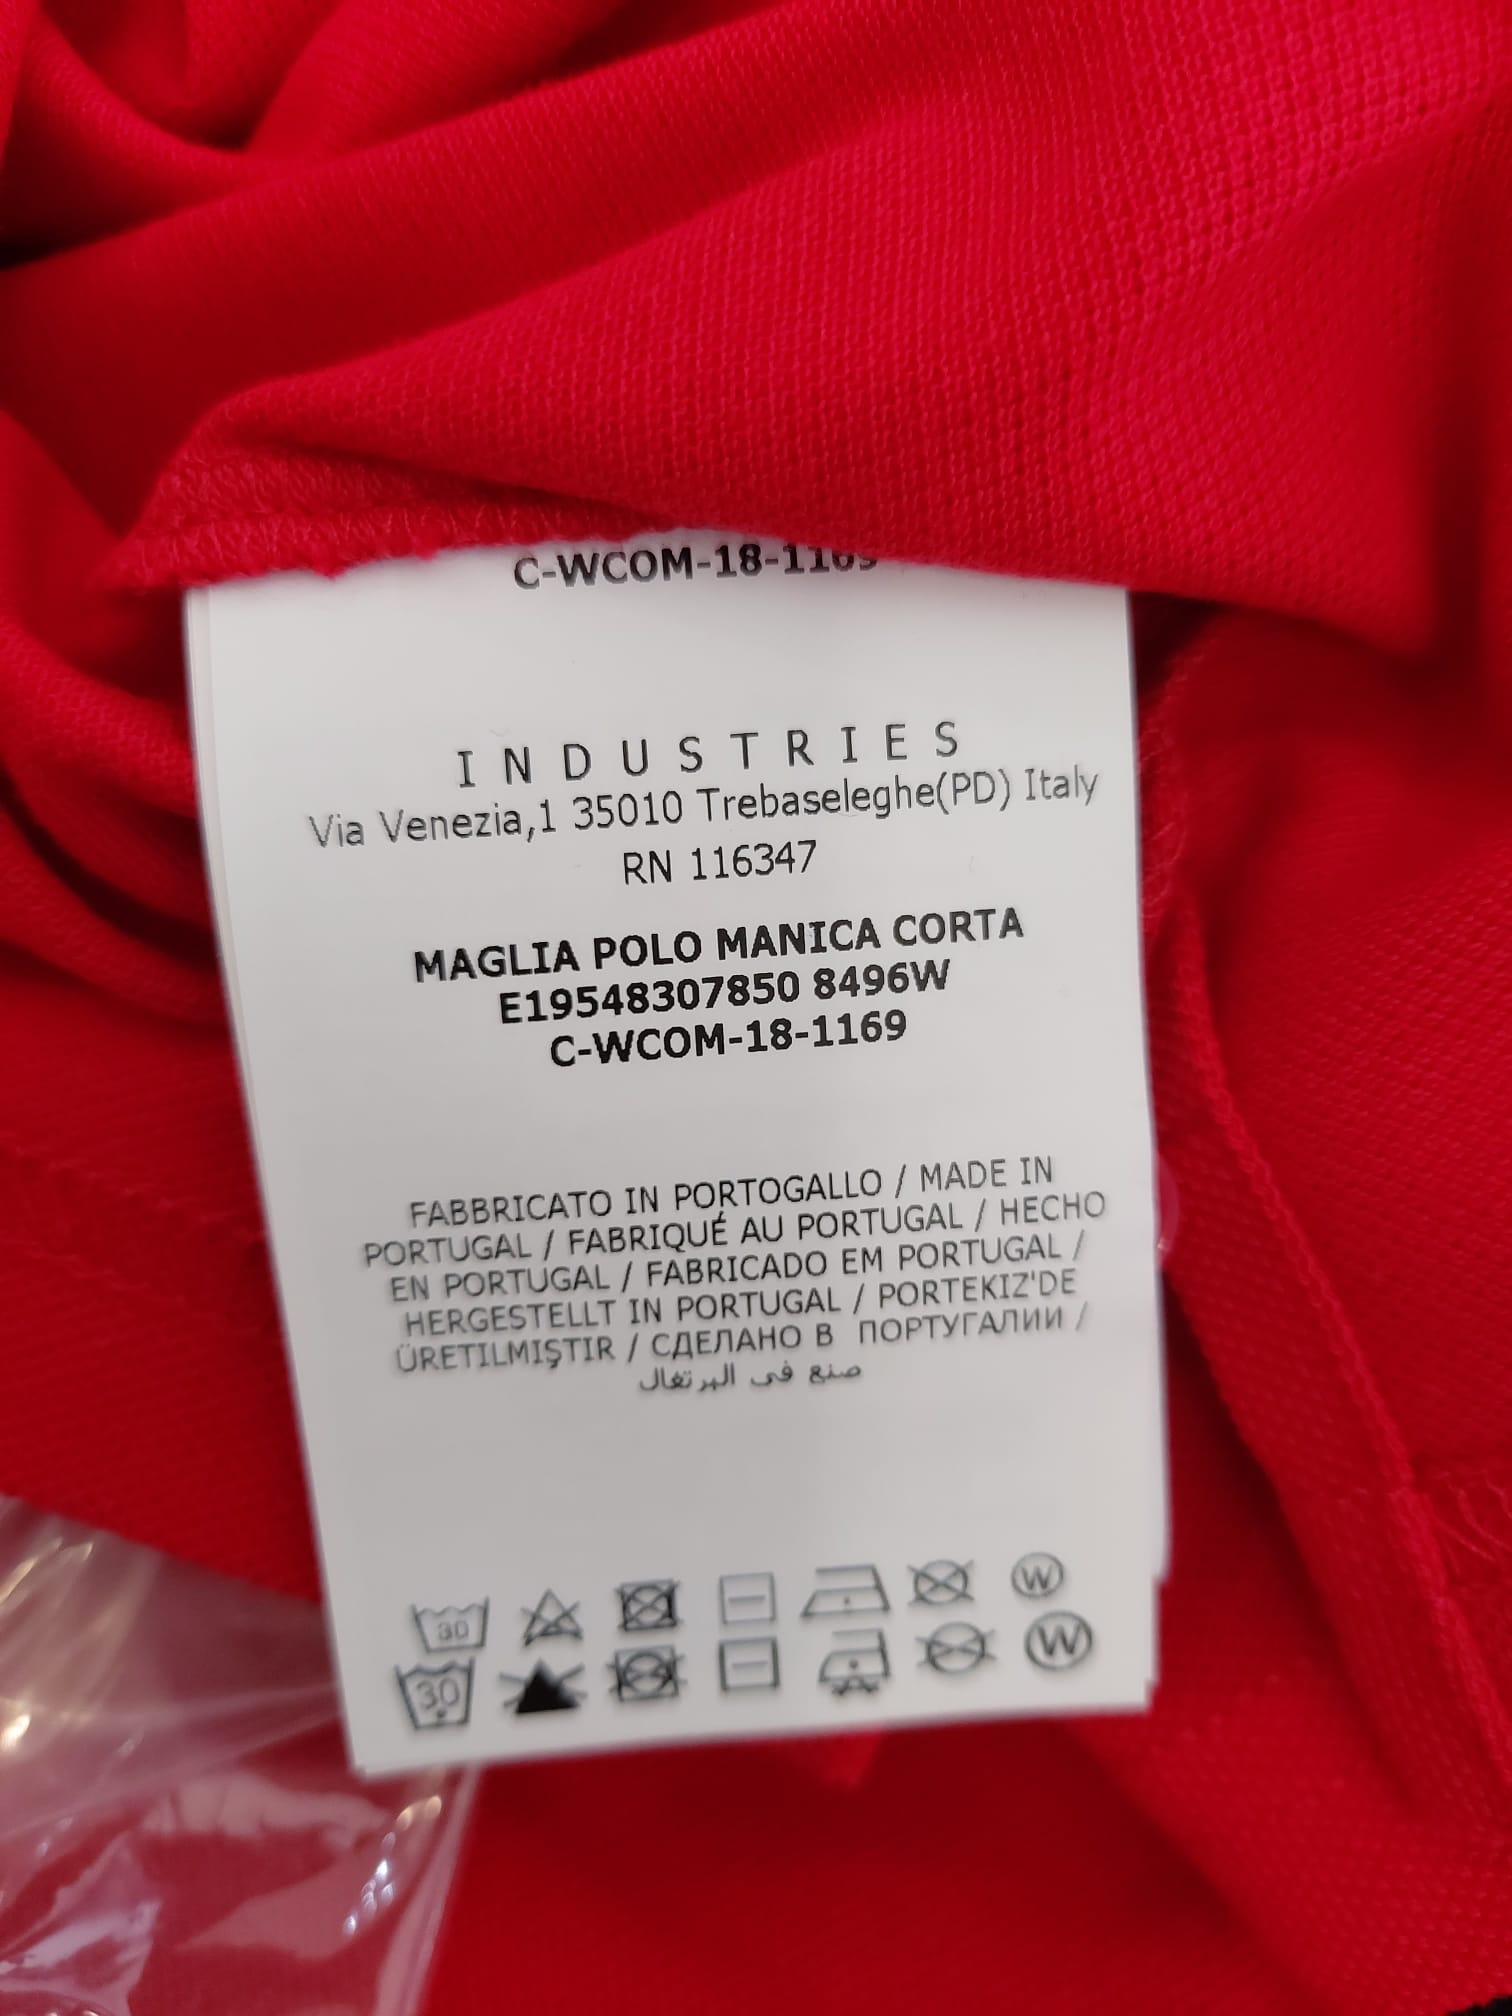 C-WCOM-18-1169
INDUSTRIES
Via Venezia,1 35010 Trebaseleghe(PD) Italy
RN 116347
MAGLIA POLO MANICA CORTA
E19548307850 8496W
C-WCOM-18-1169
FABBRICATO IN PORTOGALLO / MADE IN
PORTUGAL / FABRIQUÉ AU PORTUGAL / HECHO
EN PORTUGAL / FABRICADO EM PORTUGAL /
HERGESTELLT IN PORTUGAL / PORTEKIZ'DE
ÜRETILMIŞTIR / СДЕЛАНО В ПОРТУГАЛИИ /
صنع في البرتغال
30 W
30 W